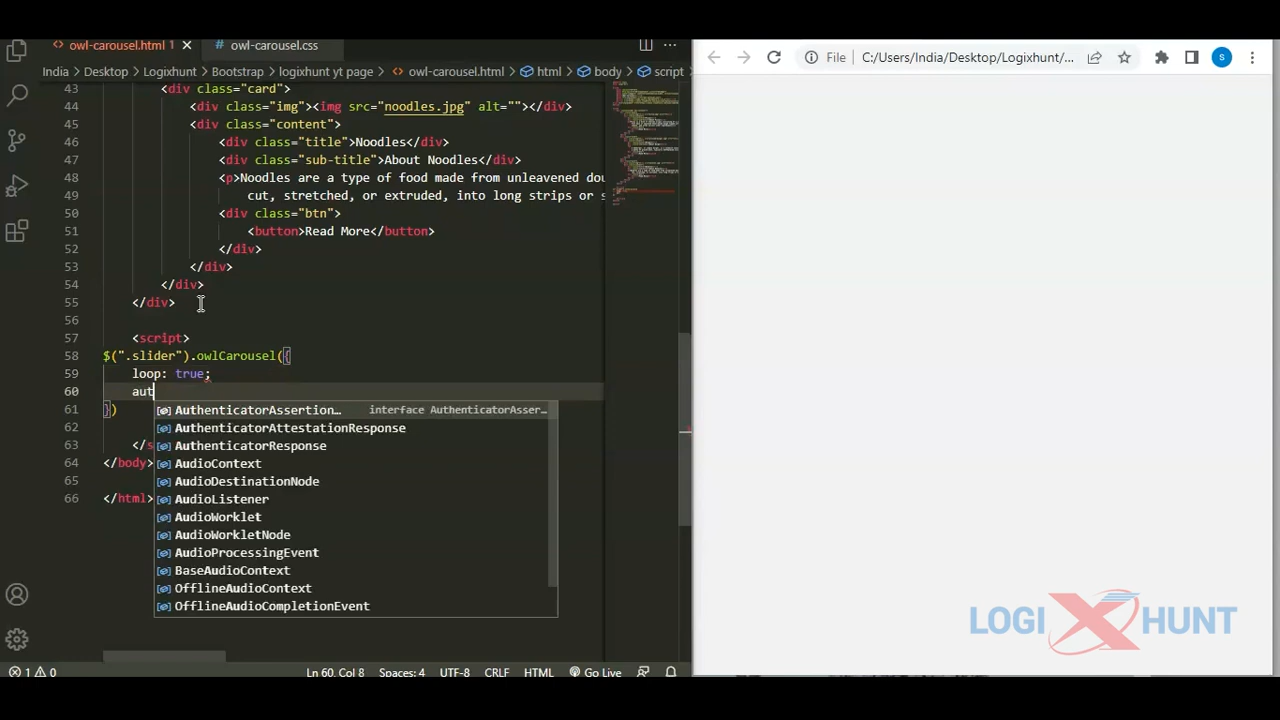 owl-carousel.html 1
owl-carousel.css
India > Desktop > Logixhunt > Bootstrap > logixhunt yt page > owl-carousel.html > html > body > script
File C:/Users/India/Desktop/Logixhunt/...
S
43 <div class="card">
44 <div class="img"><img src="noodles.jpg" alt=""></div>
45 <div class="content">
46 <div class="title">Noodles</div>
47 <div class="sub-title">About Noodles</div>
48 <p>Noodles are a type of food made from unleavened dou
49 cut, stretched, or extruded, into long strips or s
50 <div class="btn">
51 <button>Read More</button>
52 </div>
53 </div>
54 </div>
55 </div>
56
57 <script>
58 $(".slider").owlCarousel({
59 loop: true;
60 aut
61 })
62
63 </s
64 </body>
65
66 </html>
AuthenticatorAssertion... interface AuthenticatorAsser...
AuthenticatorAttestationResponse
AuthenticatorResponse
AudioContext
AudioDestinationNode
AudioListener
AudioWorklet
AudioWorkletNode
AudioProcessingEvent
BaseAudioContext
OfflineAudioContext
OfflineAudioCompletionEvent
LOGIXHUNT
1 0 Ln 60, Col 8 Spaces: 4 UTF-8 CRLF HTML Go Live